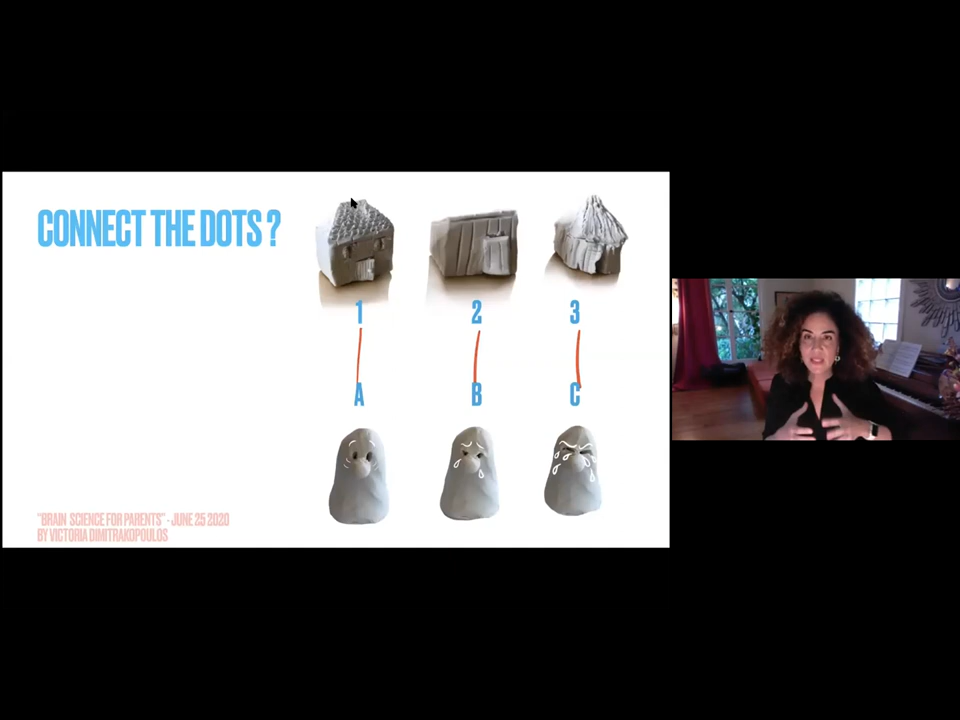 CONNECT THE DOTS ?
1
2
3
A
B
C
"BRAIN SCIENCE FOR PARENTS" - JUNE 25 2020
BY VICTORIA DIMITRAKOPOULOS